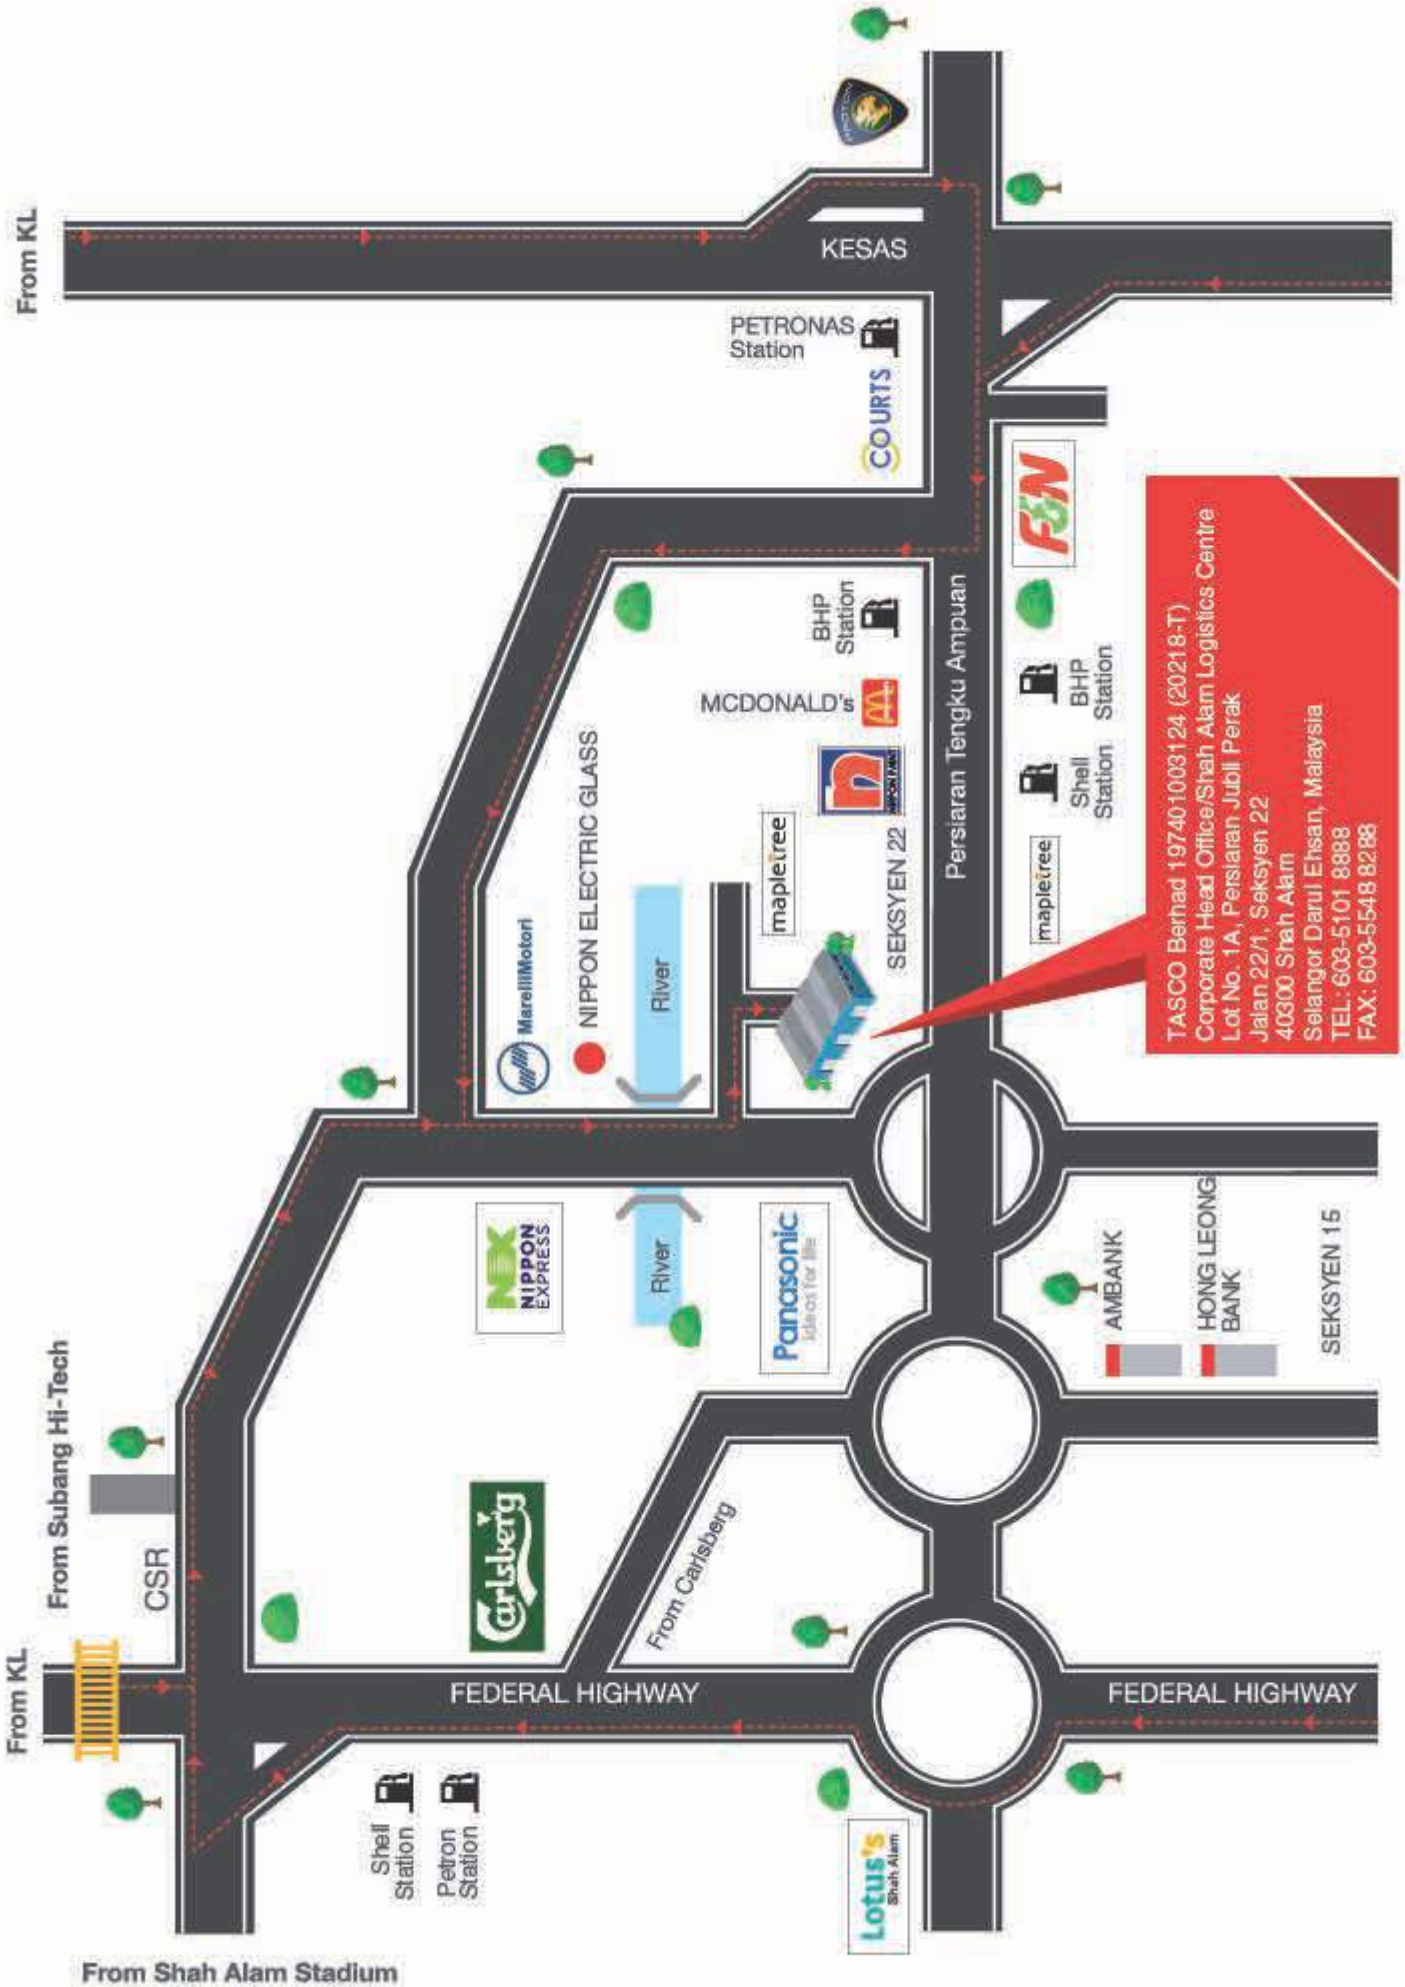 From Shah Alam Stadium
From KL
From Subang Hi-Tech
From KL
CSR
Shell
Station
Petron
Station
FEDERAL HIGHWAY
FEDERAL HIGHWAY
Carlsberg
From Carlsberg
NEX
NIPPON
EXPRESS
River
River
Panasonic
ideas for life
MarelliMotori
NIPPON ELECTRIC GLASS
mapletree
MCDONALD's
BHP
Station
NIPPON PAINT
SEKSYEN 22
COURTS
PETRONAS
Station
KESAS
PROTON
Persiaran Tengku Ampuan
Lotus's
Shah Alam
AMBANK
HONG LEONG
BANK
SEKSYEN 15
mapletree
Shell
Station
BHP
Station
F&N
TASCO Berhad 197401003124 (20218-T)
Corporate Head Office/Shah Alam Logistics Centre
Lot No. 1A, Persiaran Jubli Perak
Jalan 22/1, Seksyen 22
40300 Shah Alam
Selangor Darul Ehsan, Malaysia
TEL: 603-5101 8888
FAX: 603-5548 8288